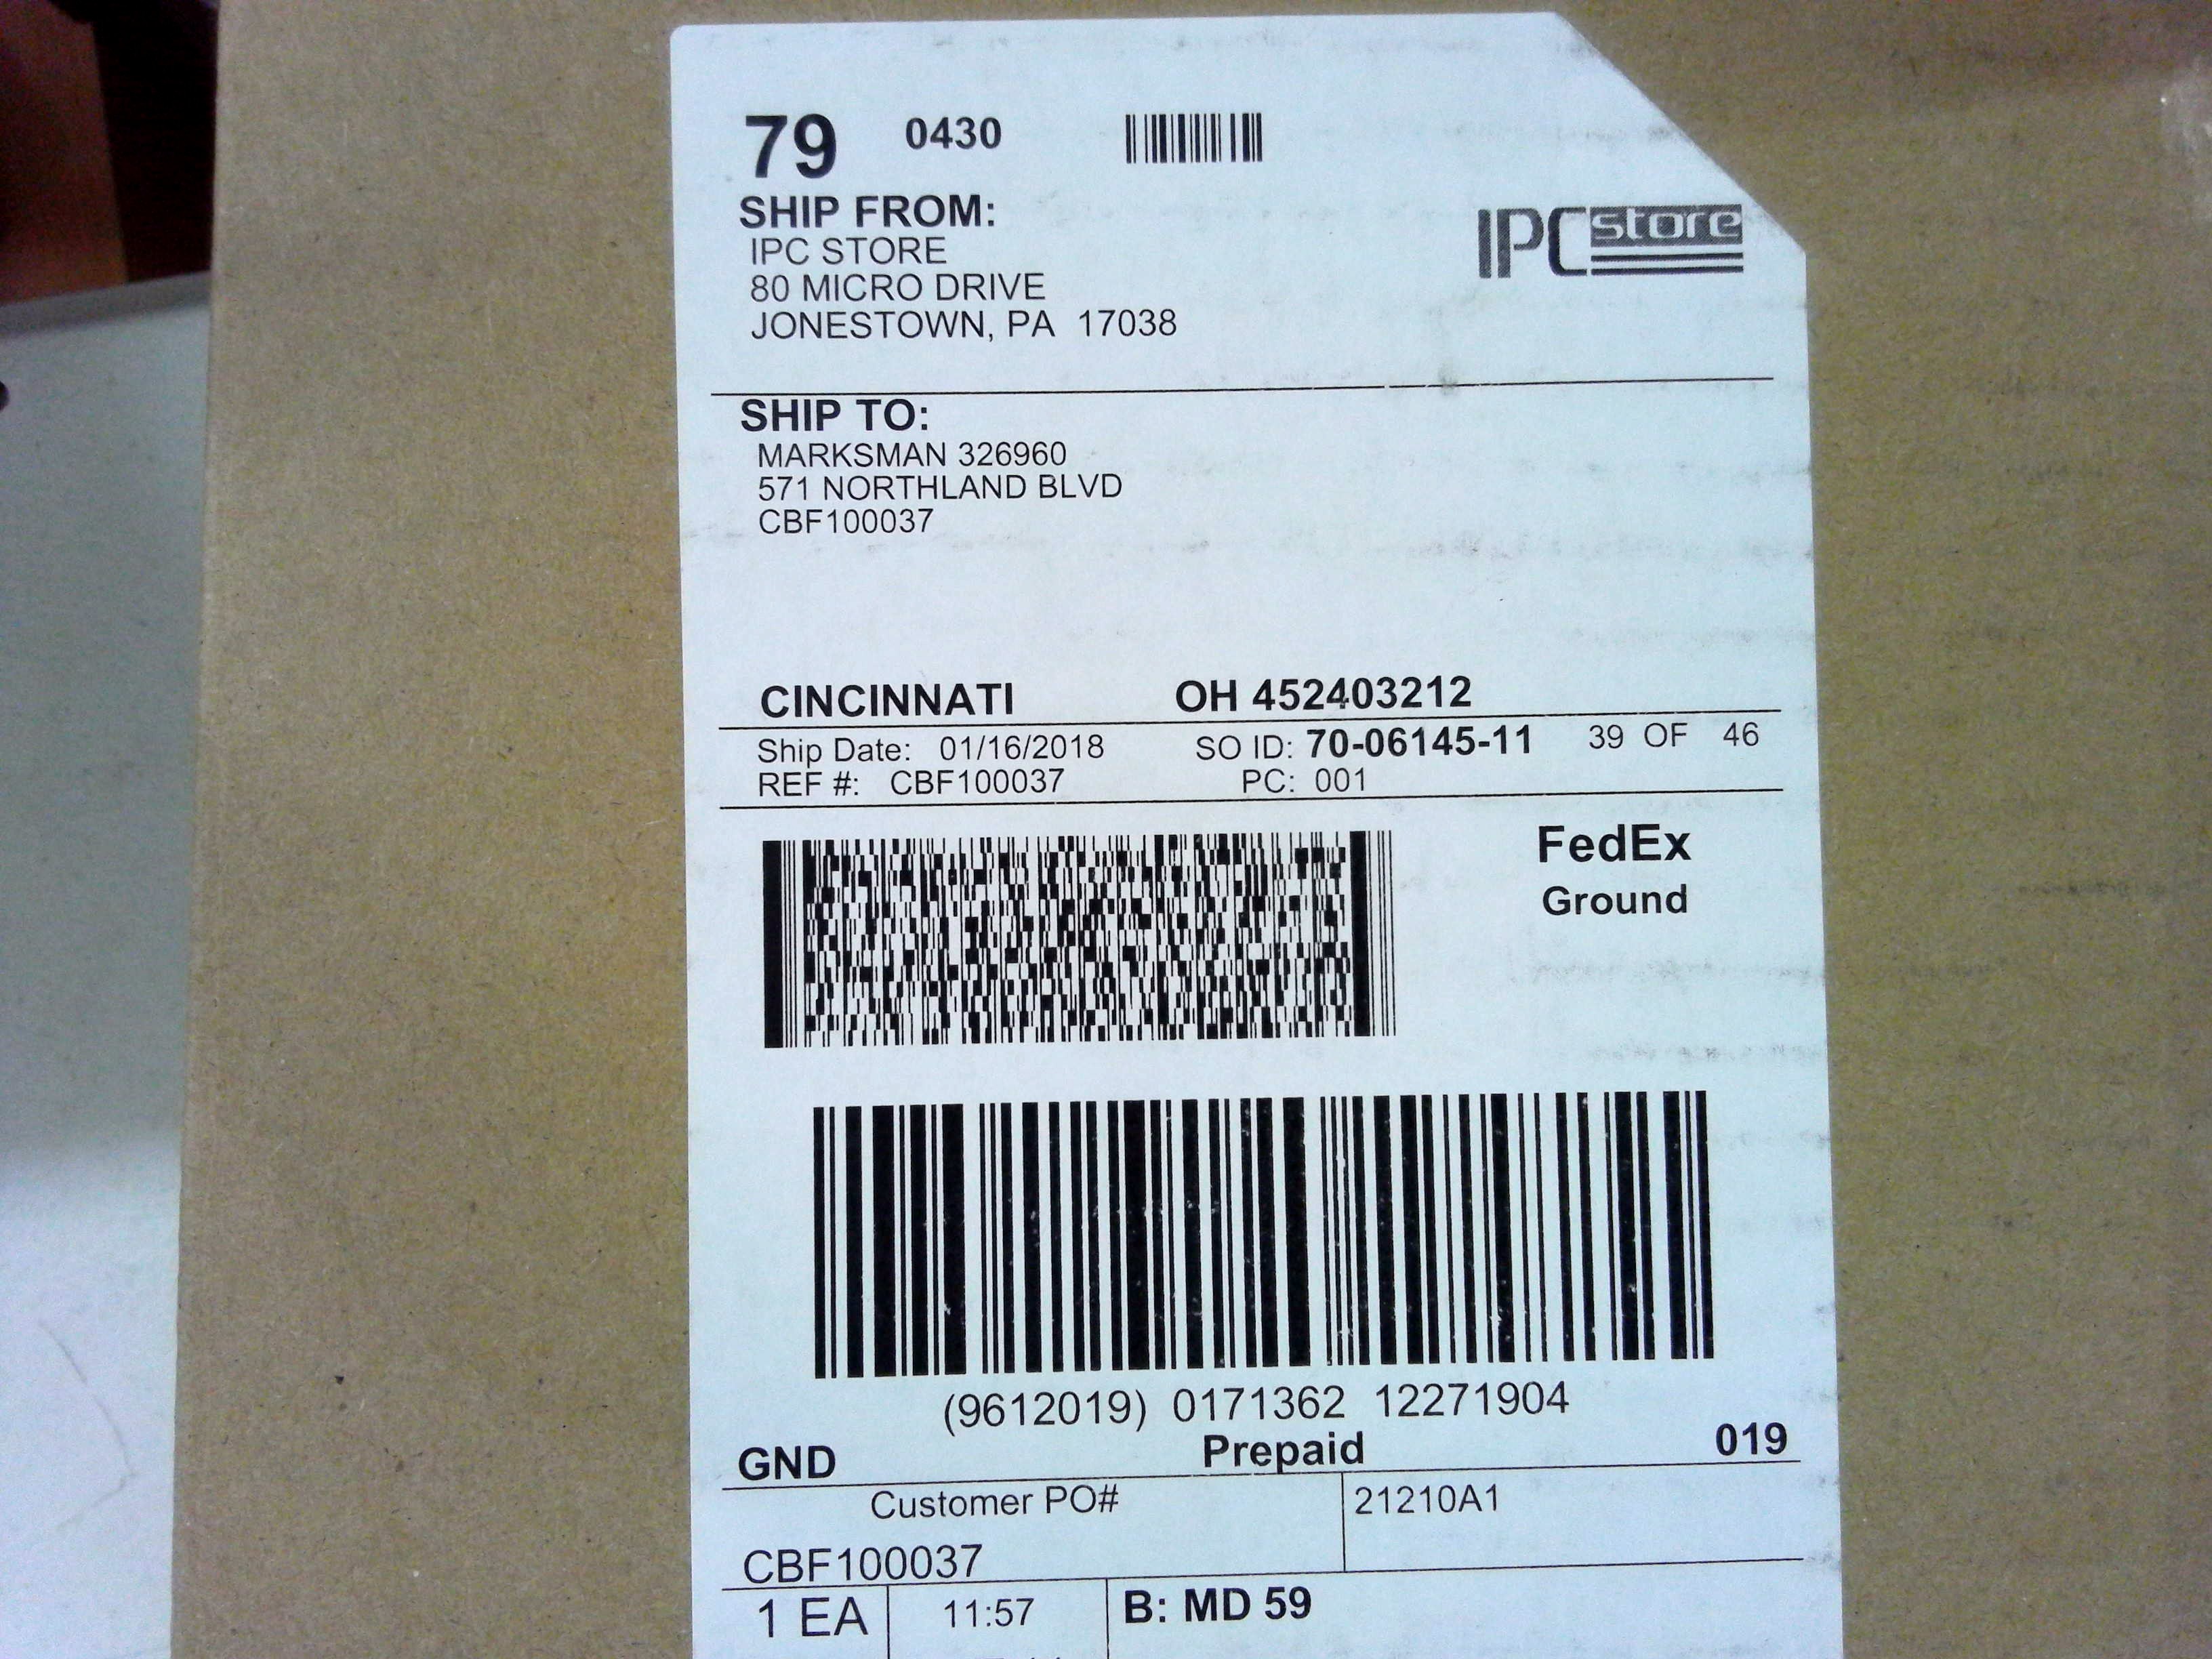 79 0430
SHIP FROM:
IPC STORE
80 MICRO DRIVE
JONESTOWN, PA 17038
IPC store
SHIP TO:
MARKSMAN 326960
571 NORTHLAND BLVD
CBF100037
CINCINNATI OH 452403212
Ship Date: 01/16/2018 SO ID: 70-06145-11 39 OF 46
REF #: CBF100037 PC: 001
FedEx
Ground
(9612019) 0171362 12271904
GND Prepaid 019
Customer PO# 21210A1
CBF100037
1 EA 11:57 B: MD 59